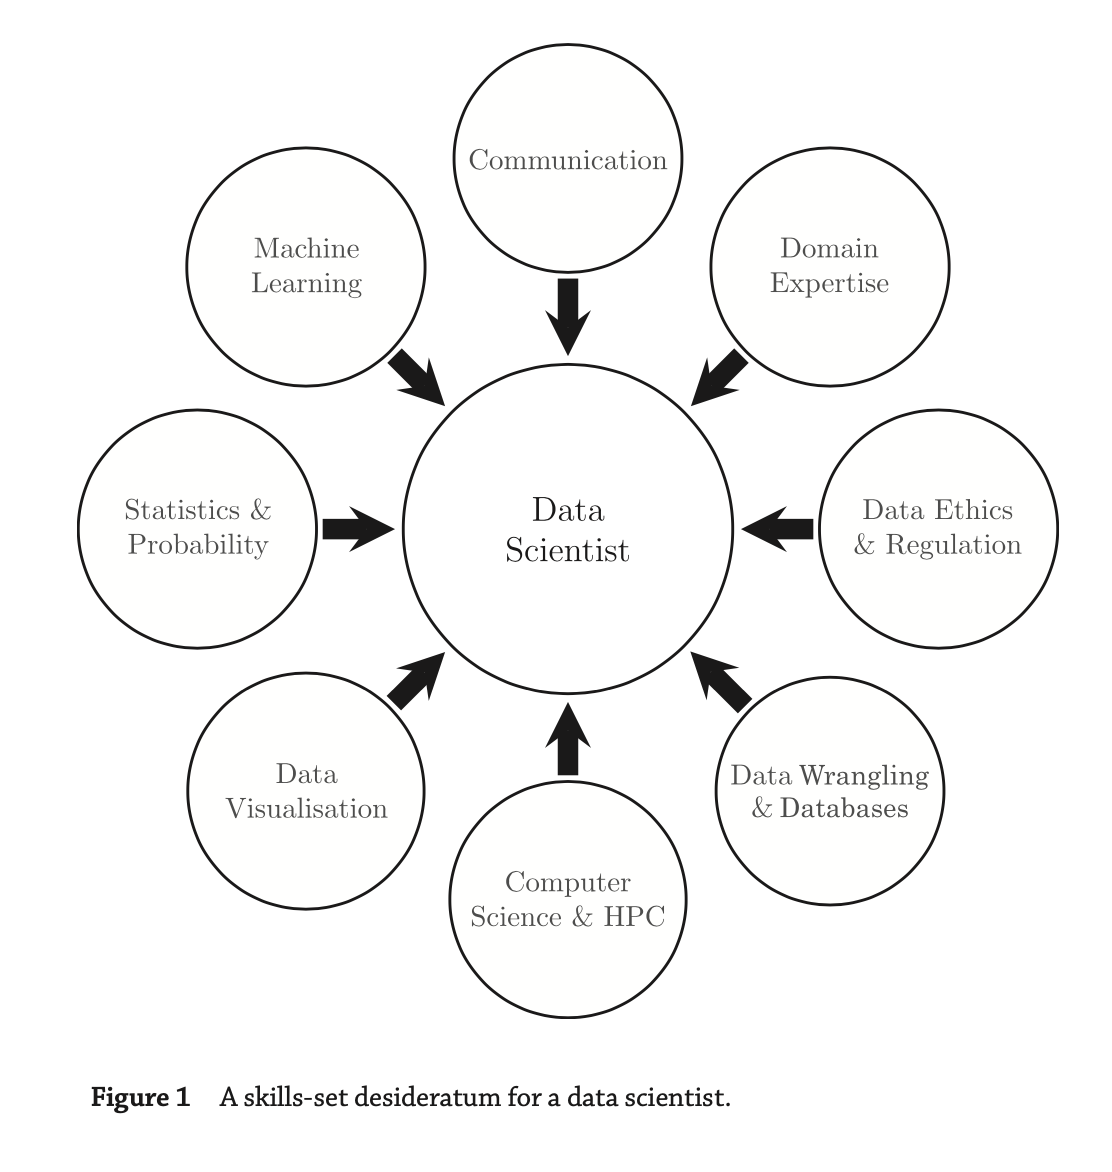 Communication
Machine
Learning
Domain
Expertise
Statistics &
Probability
Data
Scientist
Data Ethics
& Regulation
Data
Visualisation
Data Wrangling
& Databases
Computer
Science & HPC
Figure 1 A skills-set desideratum for a data scientist.